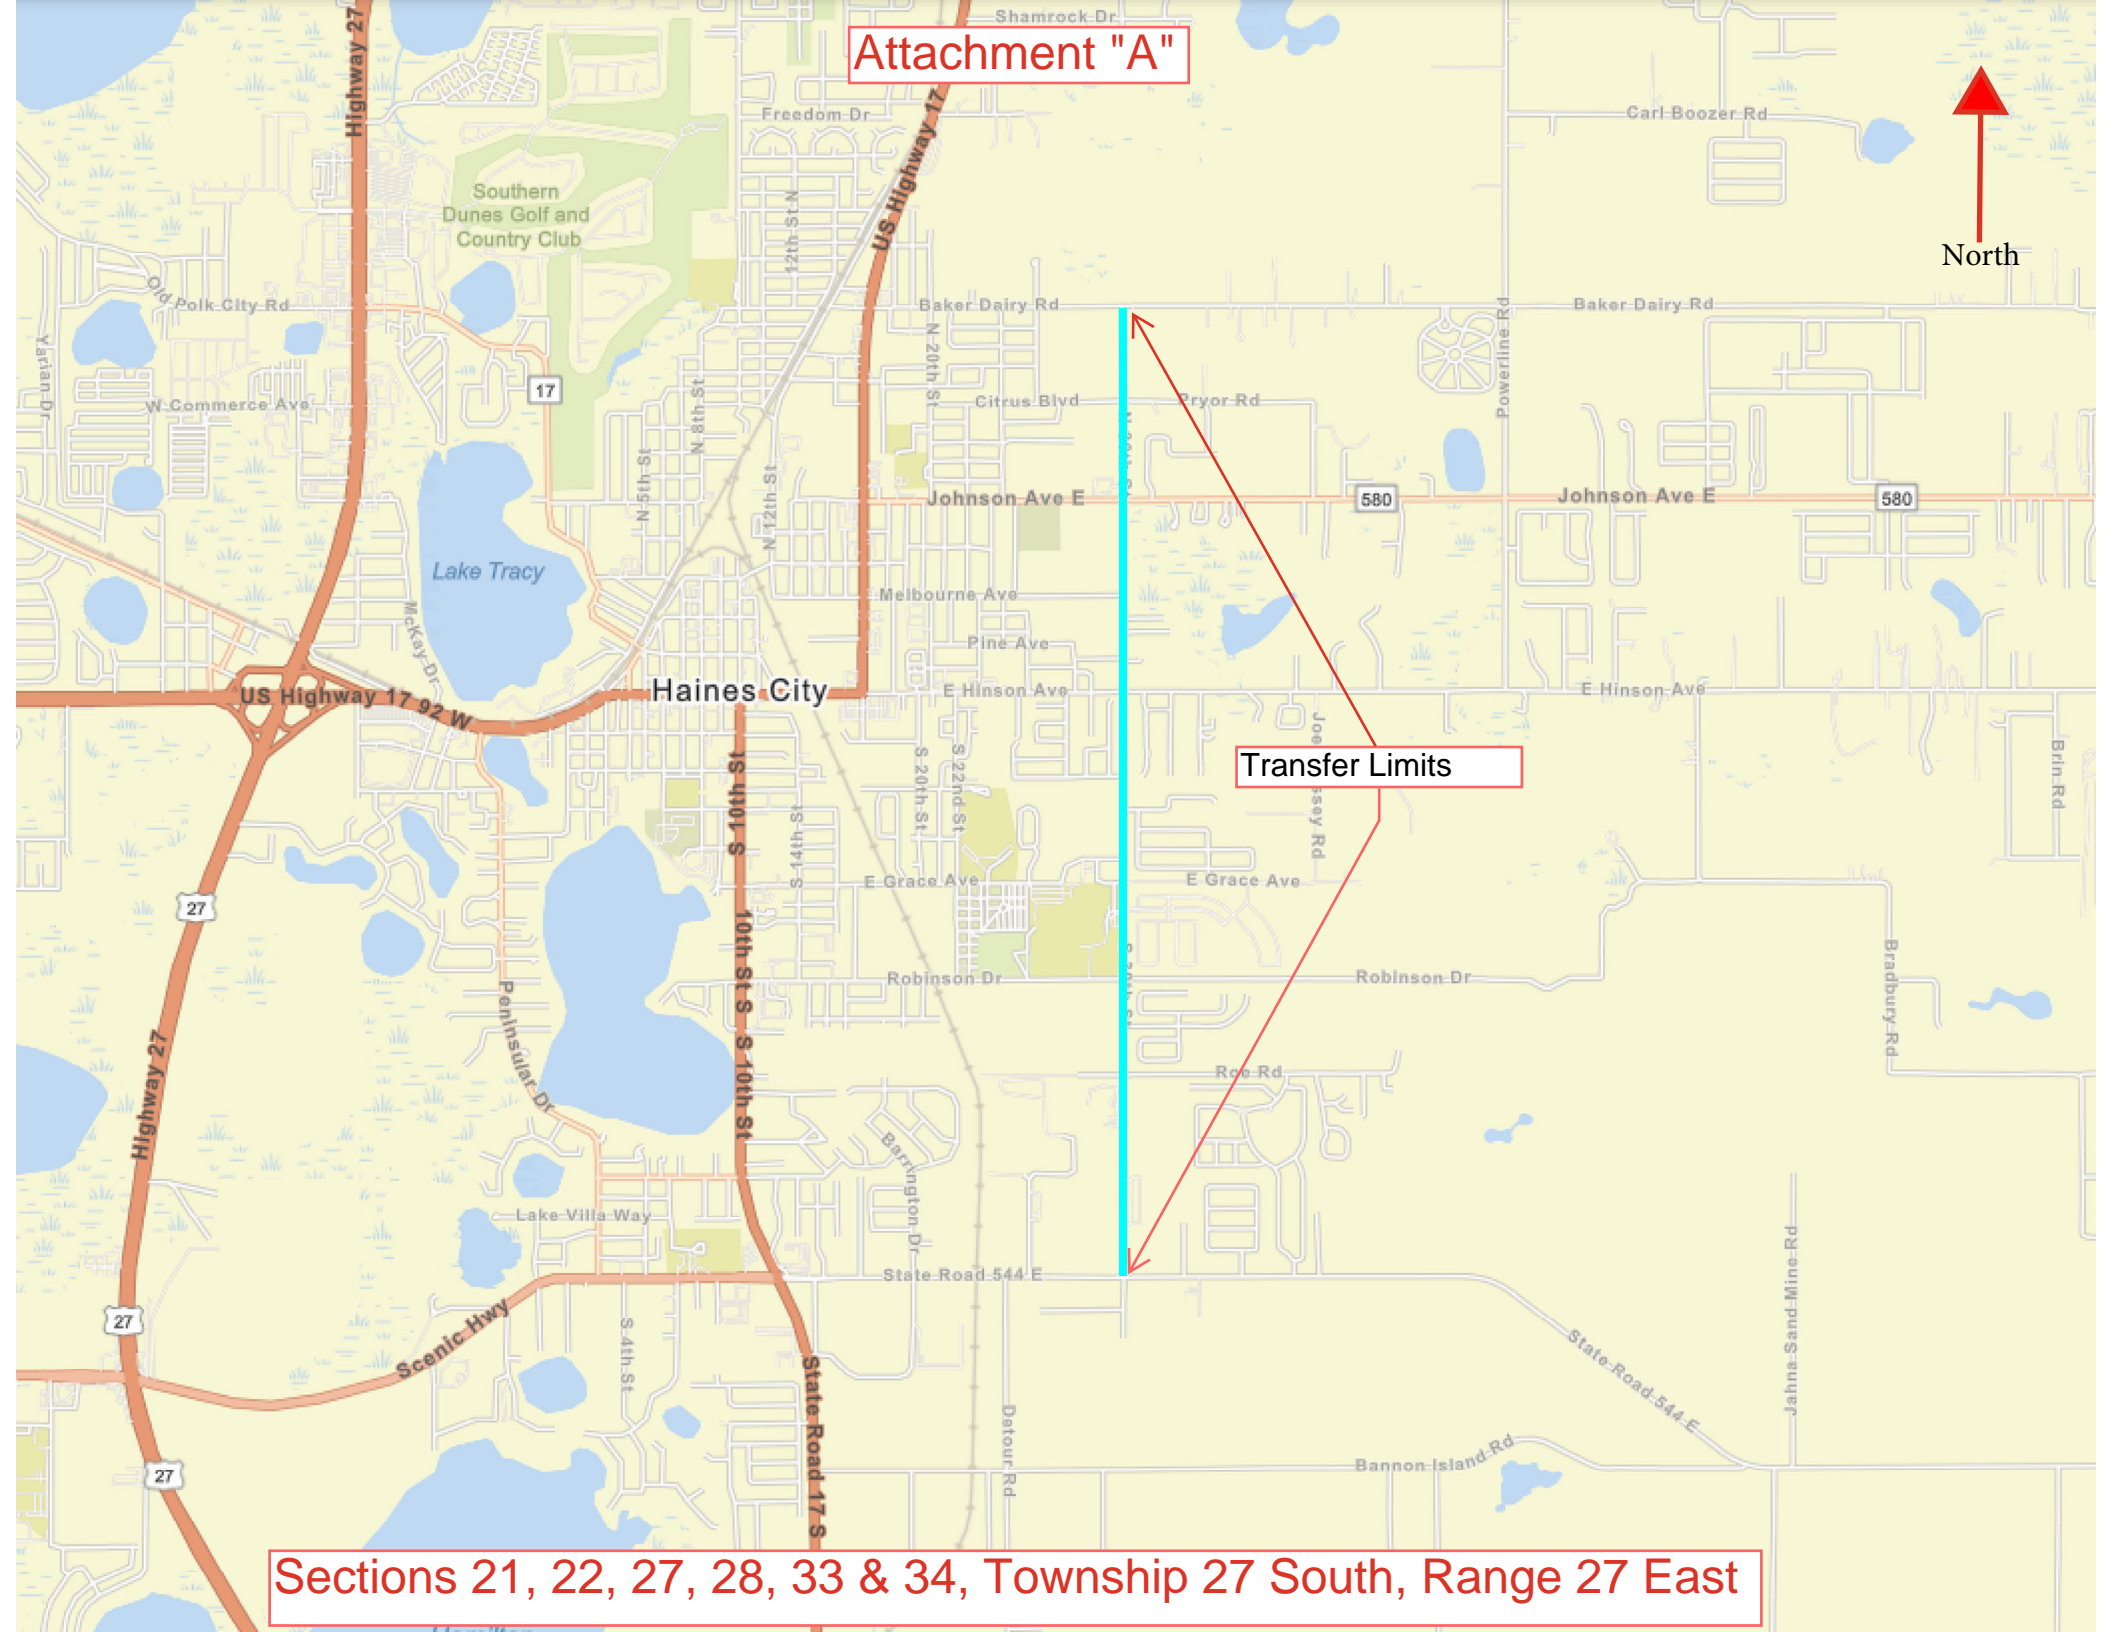 Shamrock Dr
Attachment "A"
Highway 27
US Highway 17
Freedom Dr
Carl Boozer Rd
North
Southern
Dunes Golf and
Country Club
12th St N
Old Polk City Rd
Baker Dairy Rd
Baker Dairy Rd
Yarian Dr
N 20th St
Powerline Rd
17
W Commerce Ave
N 8th St
Citrus Blvd
Pryor Rd
N 5th St
N 12th St
Johnson Ave E
580
Johnson Ave E
580
Lake Tracy
McKay Dr
Melbourne Ave
Pine Ave
US Highway 17 92 W
Haines City
E Hinson Ave
E Hinson Ave
S 10th St
S 20th St
S 22nd St
Transfer Limits
Brin Rd
S 14th St
E Grace Ave
E Grace Ave
27
10th St S
Robinson Dr
Robinson Dr
Bradbury Rd
Peninsular Dr
Highway 27
S 10th St
Roe Rd
Barrington Dr
Lake Villa Way
State Road 544 E
Jahna Sand Mine Rd
27
Scenic Hwy
S 4th St
State Road 544 E
State Road 17 S
Detour Rd
Bannon Island Rd
27
Sections 21, 22, 27, 28, 33 & 34, Township 27 South, Range 27 East